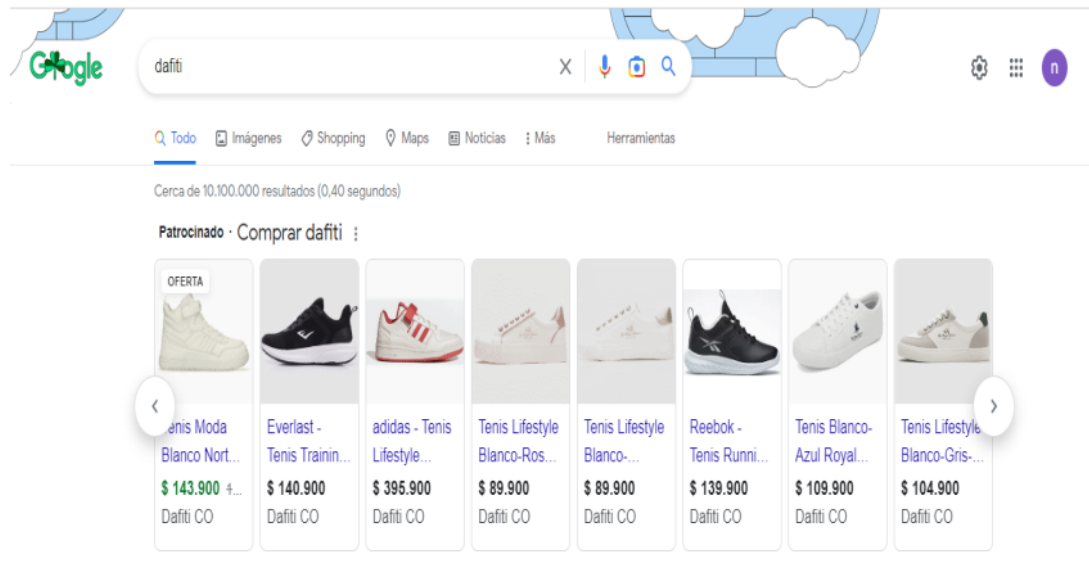 Google
dafiti
n
Todo Imágenes Shopping Maps Noticias Más Herramientas
Cerca de 10.100.000 resultados (0,40 segundos)
Patrocinado · Comprar dafiti
OFERTA
Tenis Moda
Blanco Nort...
$ 143.900
Dafiti CO
Everlast -
Tenis Trainin...
$ 140.900
Dafiti CO
adidas - Tenis
Lifestyle...
$ 395.900
Dafiti CO
Tenis Lifestyle
Blanco-Ros...
$ 89.900
Dafiti CO
Tenis Lifestyle
Blanco-...
$ 89.900
Dafiti CO
Reebok -
Tenis Runni...
$ 139.900
Dafiti CO
Tenis Blanco-
Azul Royal...
$ 109.900
Dafiti CO
Tenis Lifestyle
Blanco-Gris-...
$ 104.900
Dafiti CO